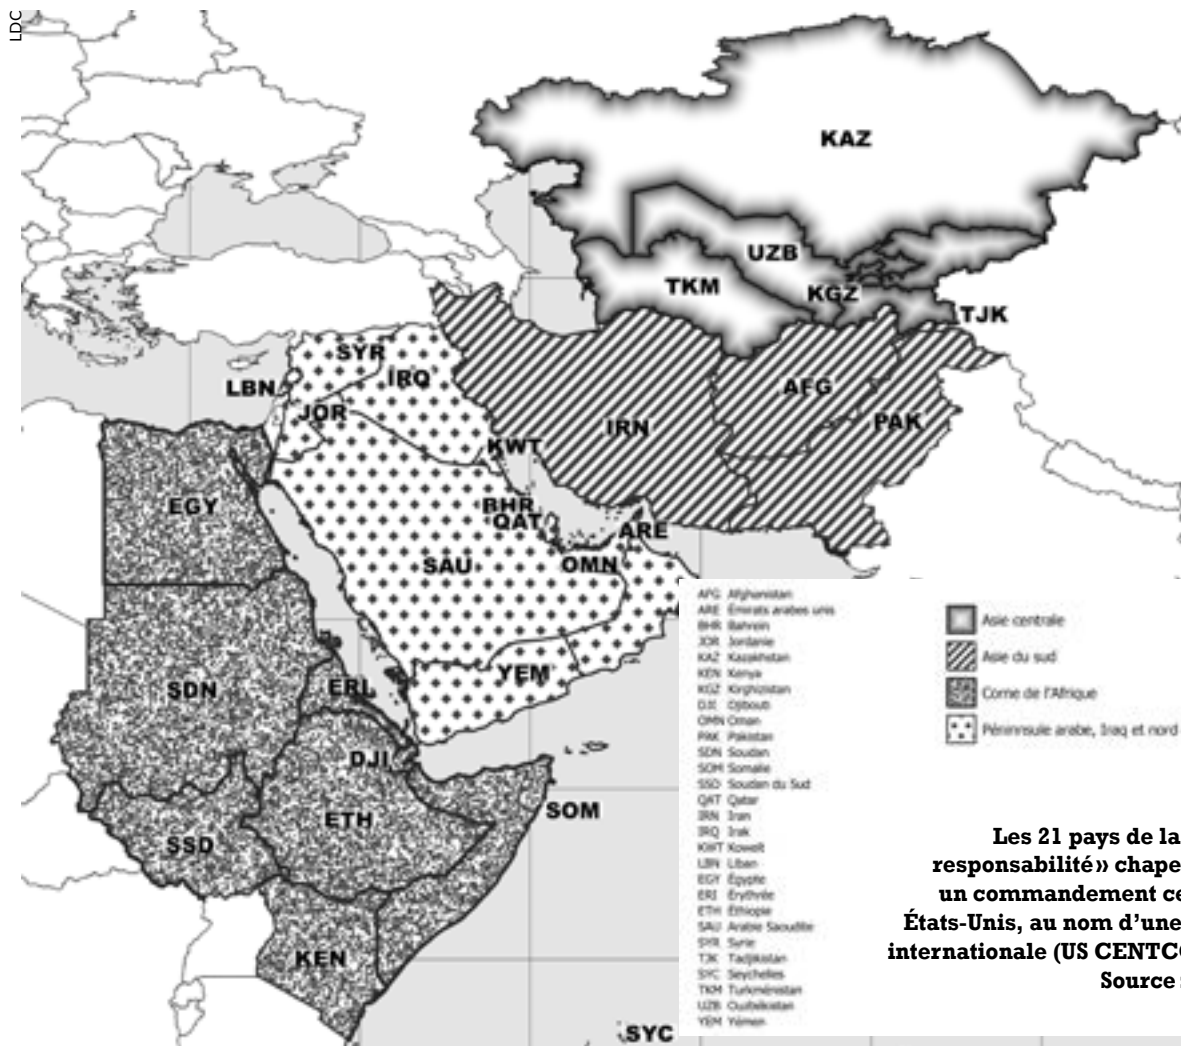 LDC
KAZ
UZB
TKM
KGZ
TJK
SYR
LBN
IRQ
JOR
AFG
IRN
PAK
KWT
EGY
BHR
QAT
ARE
SAU
OMN
YEM
SDN
ERI
DJI
SOM
ETH
SSD
KEN
SYC
AFG Afghanistan
ARE Émirats arabes unis
BHR Bahrein
JOR Jordanie
KAZ Kazakhstan
KEN Kenya
KGZ Kirghizistan
DJI Djibouti
OMN Oman
PAK Pakistan
SDN Soudan
SOM Somalie
SSD Soudan du Sud
QAT Qatar
IRN Iran
IRQ Irak
KWT Koweït
LBN Liban
EGY Égypte
ERI Erythrée
ETH Éthiopie
SAU Arabie Saoudite
SYR Syrie
TJK Tadjikistan
SYC Seychelles
TKM Turkménistan
UZB Ouzbékistan
YEM Yémen
Asie centrale
Asie du sud
Corne de l'Afrique
Péninsule arabe, Iraq et nord
Les 21 pays de la
responsabilité» chape
un commandement ce
États-Unis, au nom d'une
internationale (US CENTCO
Source